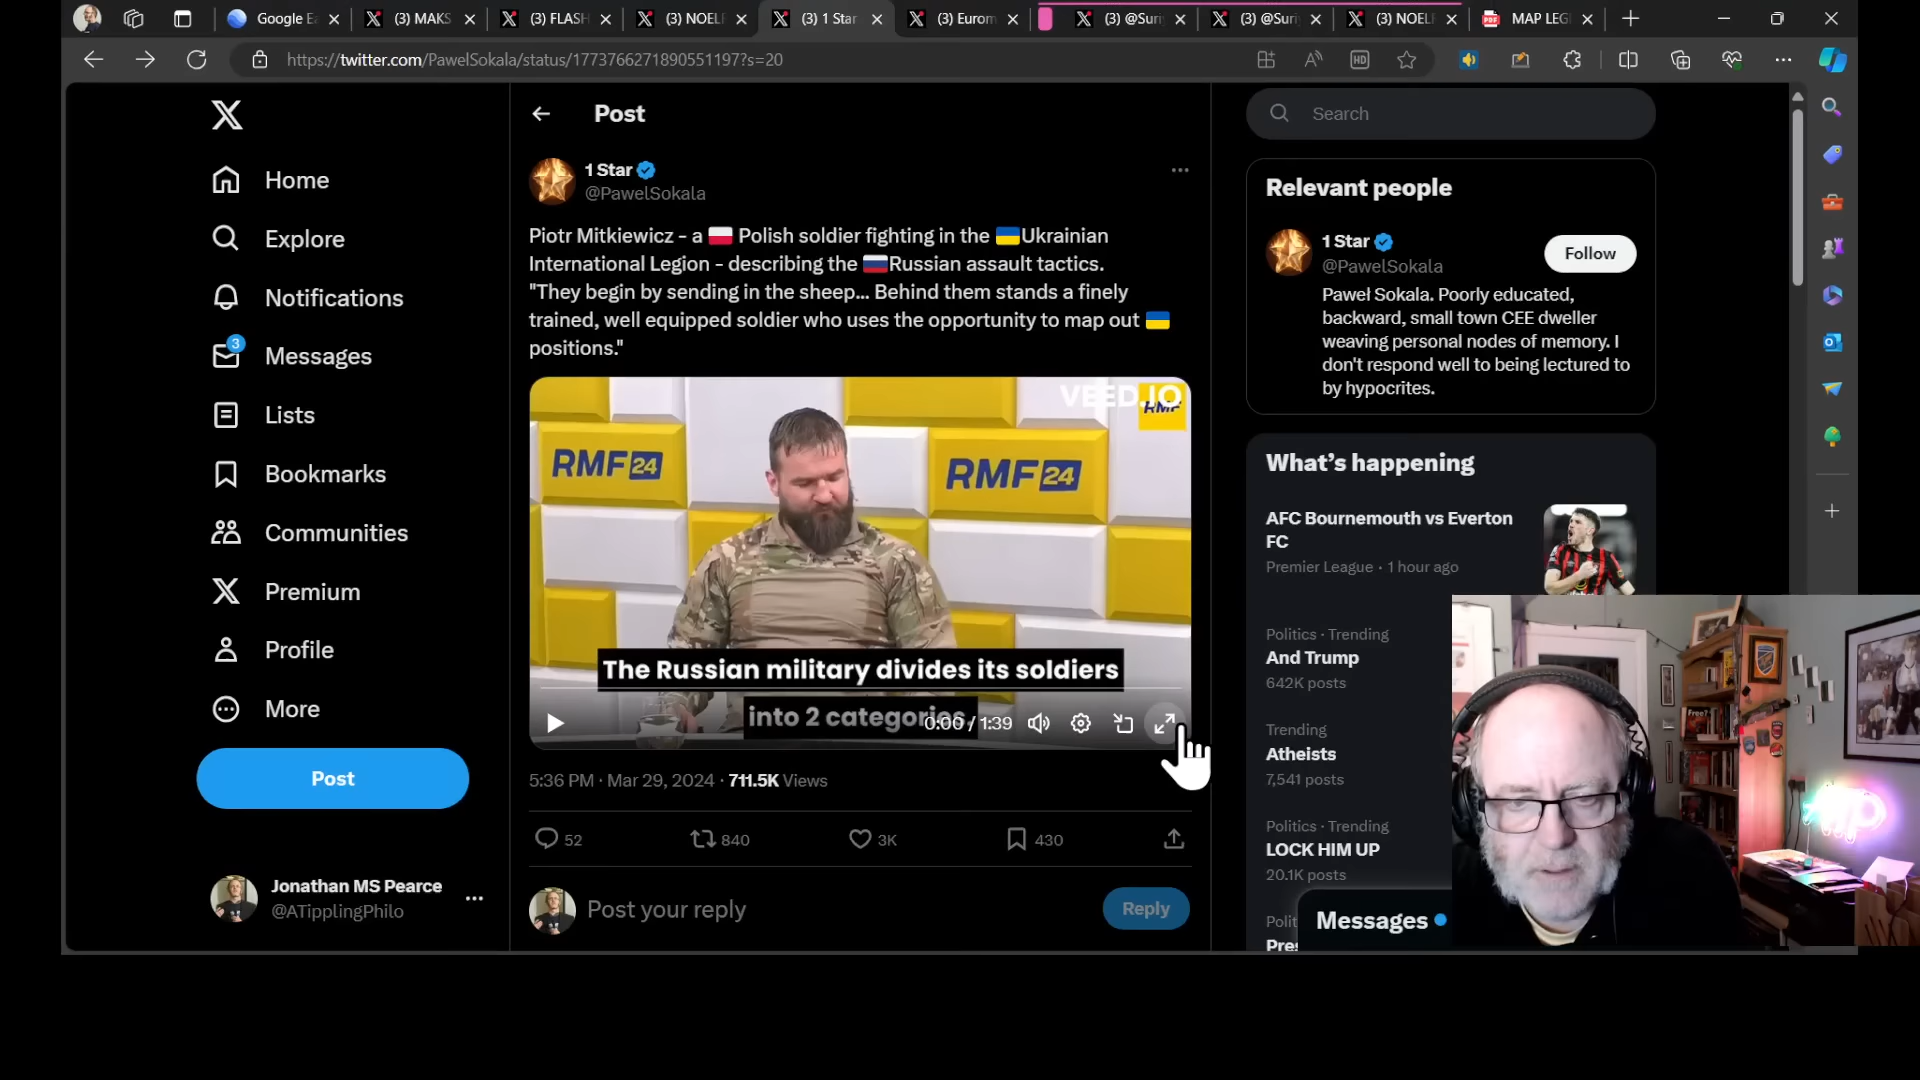 Google Ea
(3) MAKS
(3) FLASH
(3) NOELR
(3) 1 Star
(3) Eurom
(3) @Suri
(3) @Suri
(3) NOELR
MAP LEG
https://twitter.com/PawelSokala/status/1773766271890551197?s=20
Home
Explore
Notifications
3
Messages
Lists
Bookmarks
Communities
Premium
Profile
More
Post
Jonathan MS Pearce
@ATipplingPhilo
Post
1 Star
@PawelSokala
Piotr Mitkiewicz - a 🇵🇱 Polish soldier fighting in the 🇺🇦Ukrainian
International Legion - describing the 🇷🇺Russian assault tactics.
"They begin by sending in the sheep... Behind them stands a finely
trained, well equipped soldier who uses the opportunity to map out 🇺🇦
positions."
VEED.IO
RMF
RMF24
RMF24
The Russian military divides its soldiers
into 2 categories.
0:00 / 1:39
5:36 PM · Mar 29, 2024 · 711.5K Views
52
840
3K
430
Post your reply
Reply
Search
Relevant people
1 Star
@PawelSokala
Follow
Paweł Sokala. Poorly educated,
backward, small town CEE dweller
weaving personal nodes of memory. I
don't respond well to being lectured to
by hypocrites.
What's happening
AFC Bournemouth vs Everton
FC
Premier League · 1 hour ago
Politics · Trending
And Trump
642K posts
Trending
Atheists
7,541 posts
Politics · Trending
LOCK HIM UP
20.1K posts
Polit
Pres
Messages
Free?